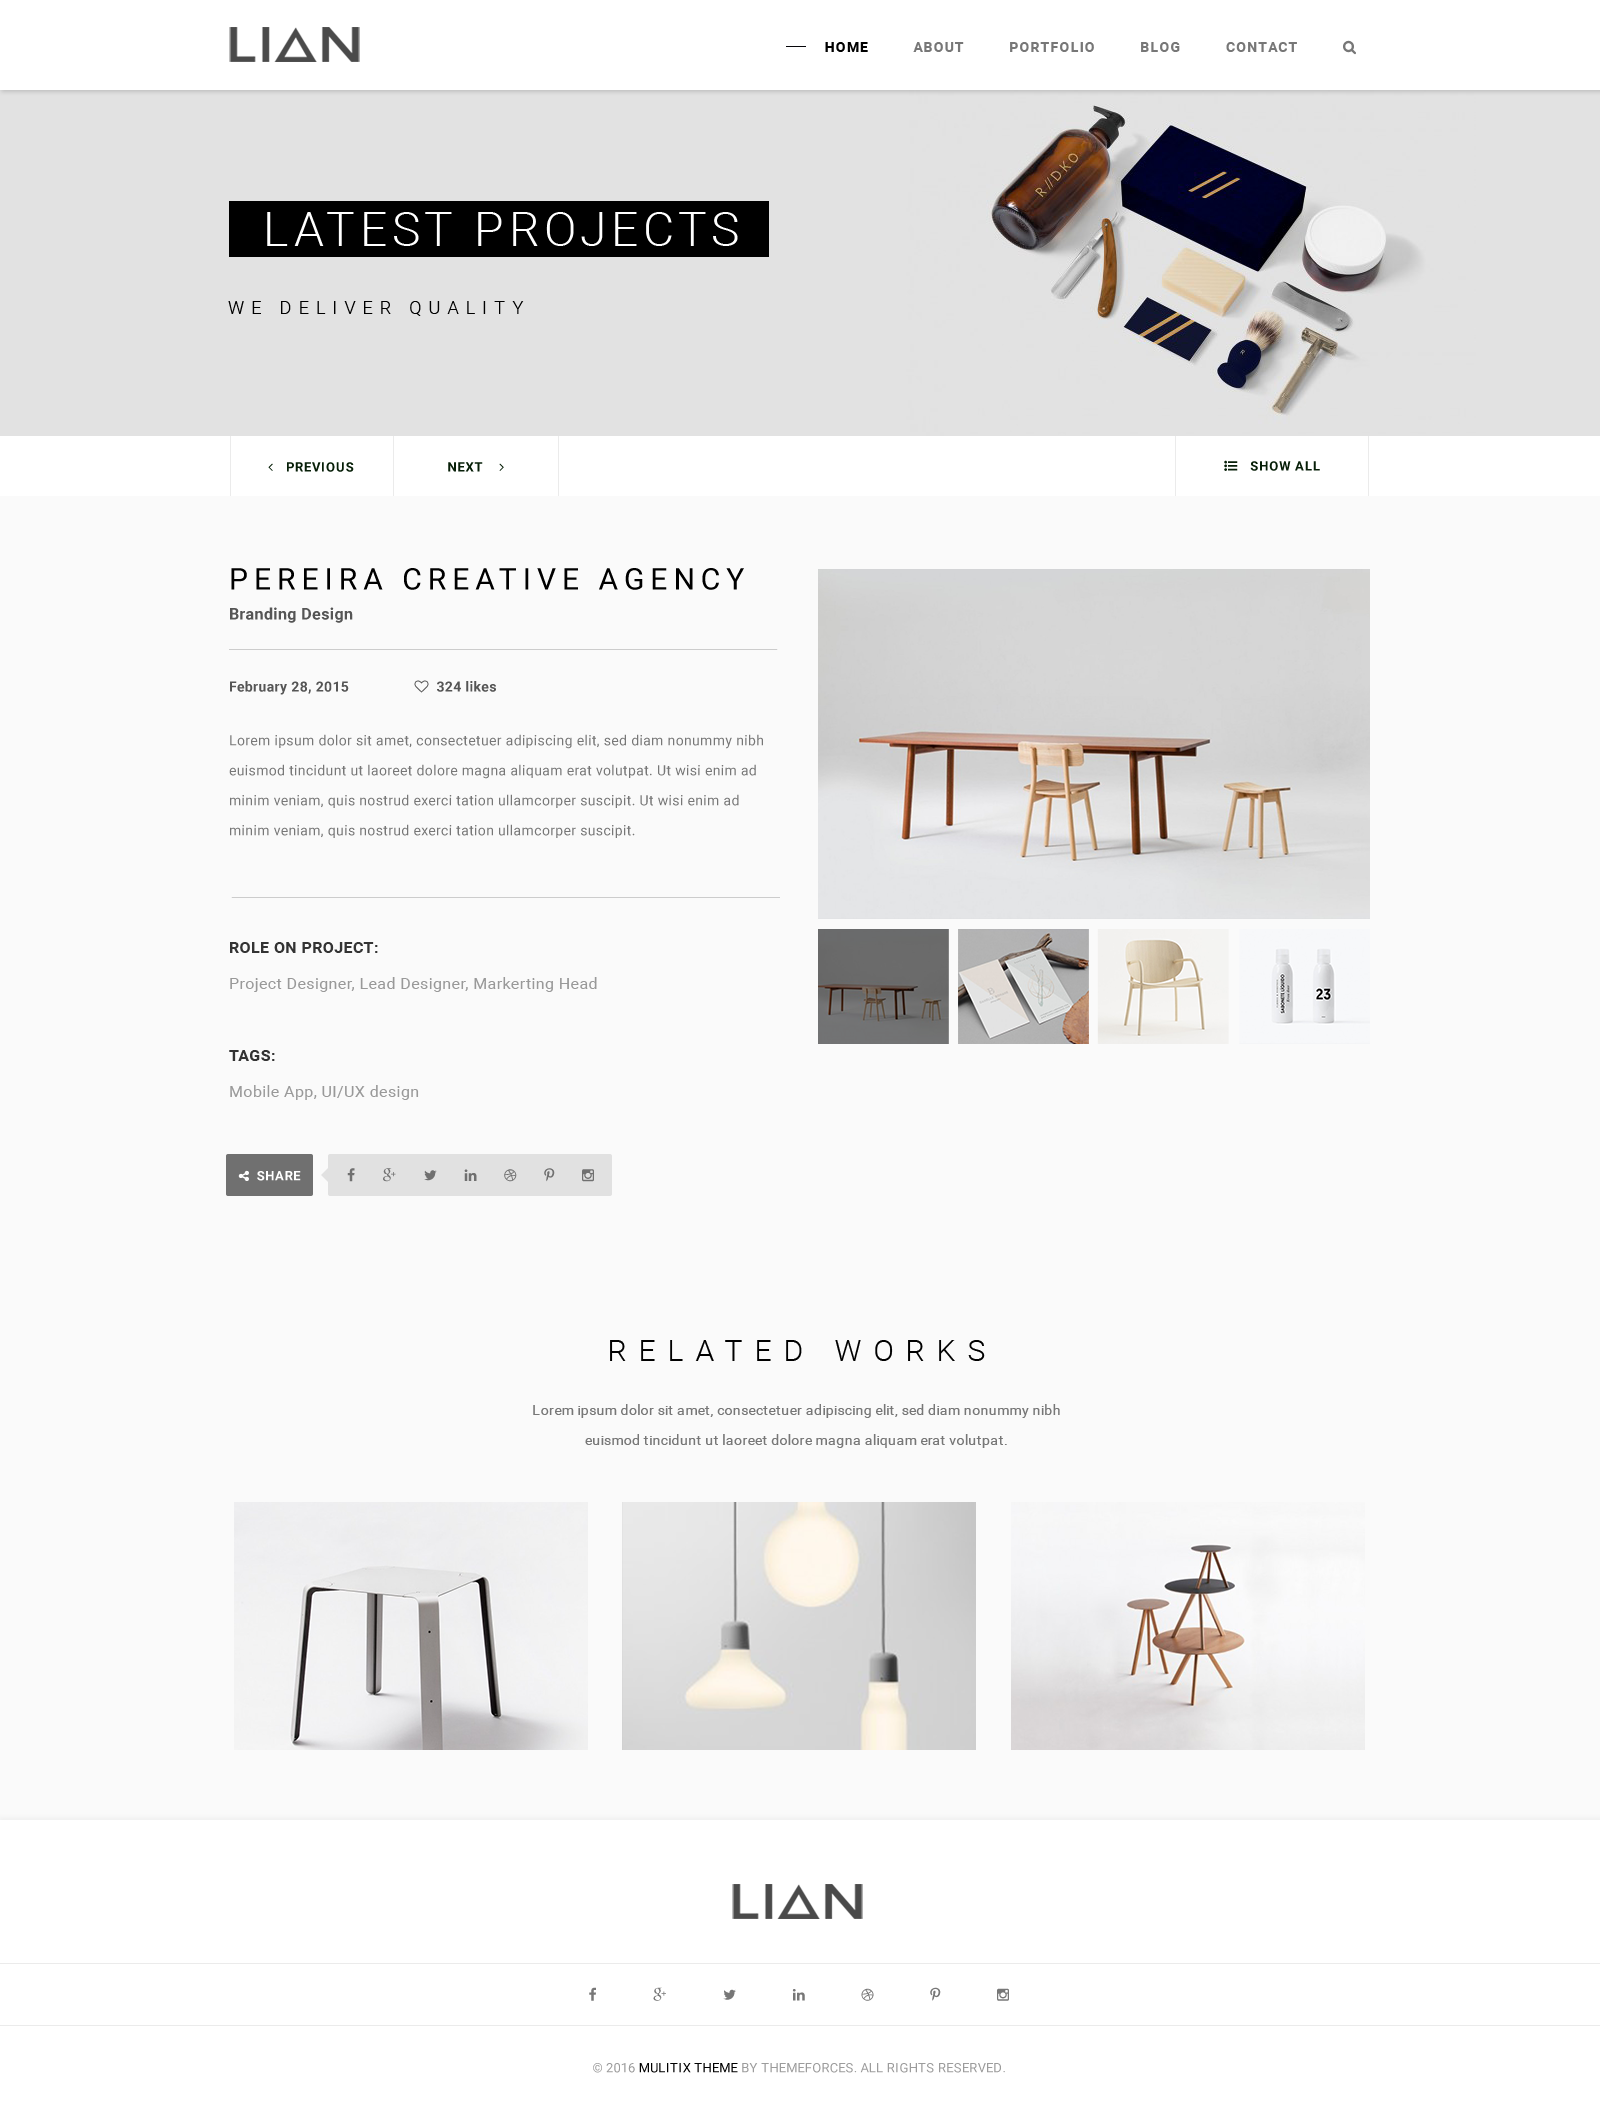 LIAN
HOME ABOUT PORTFOLIO BLOG CONTACT
R//DKO
LATEST PROJECTS
WE DELIVER QUALITY
R
PREVIOUS NEXT SHOW ALL
PEREIRA CREATIVE AGENCY
Branding Design
February 28, 2015 324 likes
Lorem ipsum dolor sit amet, consectetuer adipiscing elit, sed diam nonummy nibh
euismod tincidunt ut laoreet dolore magna aliquam erat volutpat. Ut wisi enim ad
minim veniam, quis nostrud exerci tation ullamcorper suscipit. Ut wisi enim ad
minim veniam, quis nostrud exerci tation ullamcorper suscipit.
SABONETE LÍQUIDO
23
ROLE ON PROJECT:
Project Designer, Lead Designer, Markerting Head
TAGS:
Mobile App, UI/UX design
SHARE
RELATED WORKS
Lorem ipsum dolor sit amet, consectetuer adipiscing elit, sed diam nonummy nibh
euismod tincidunt ut laoreet dolore magna aliquam erat volutpat.
LIAN
© 2016 MULITIX THEME BY THEMEFORCES. ALL RIGHTS RESERVED.